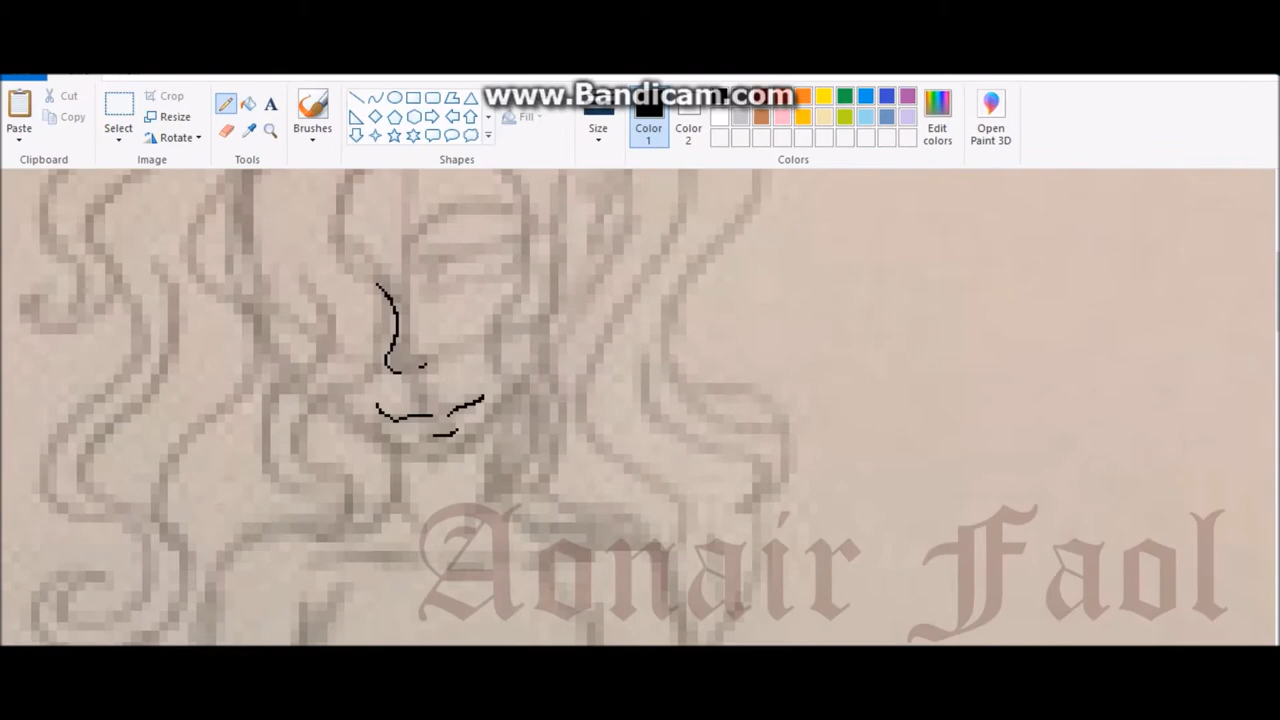 www.Bandicam.com
Cut
Copy
Paste
Clipboard
Crop
Resize
Rotate
Select
Image
A
Tools
Brushes
Fill
Shapes
Size
Color 1
Color 2
Colors
Edit colors
Open Paint 3D
Aonair Faol